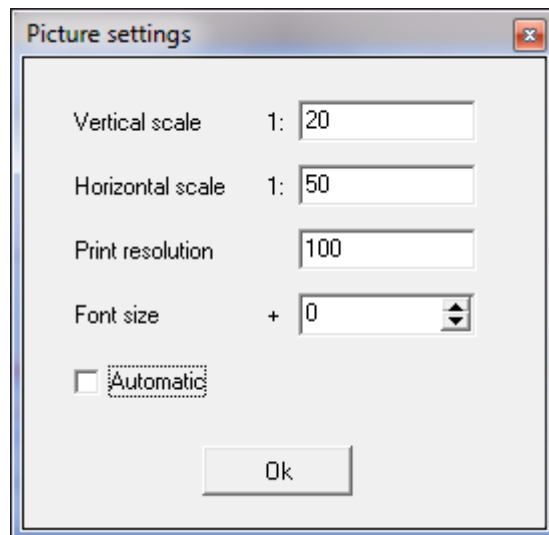 Picture settings
Vertical scale 1: 20
Horizontal scale 1: 50
Print resolution 100
Font size + 0
Automatic
Ok